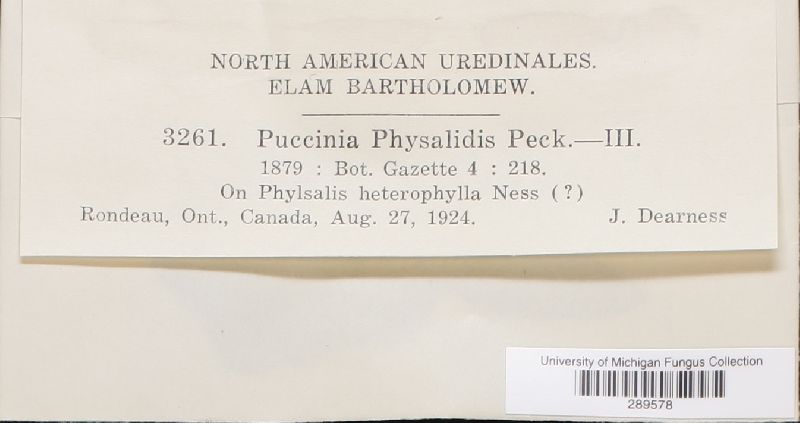 NORTH AMERICAN UREDINALES.
ELAM BARTHOLOMEW.
3261. Puccinia Physalidis Peck.—III.
1879 : Bot. Gazette 4 : 218.
On Phylsalis heterophylla Ness (?)
Rondeau, Ont., Canada, Aug. 27, 1924. J. Dearness
University of Michigan Fungus Collection
289578